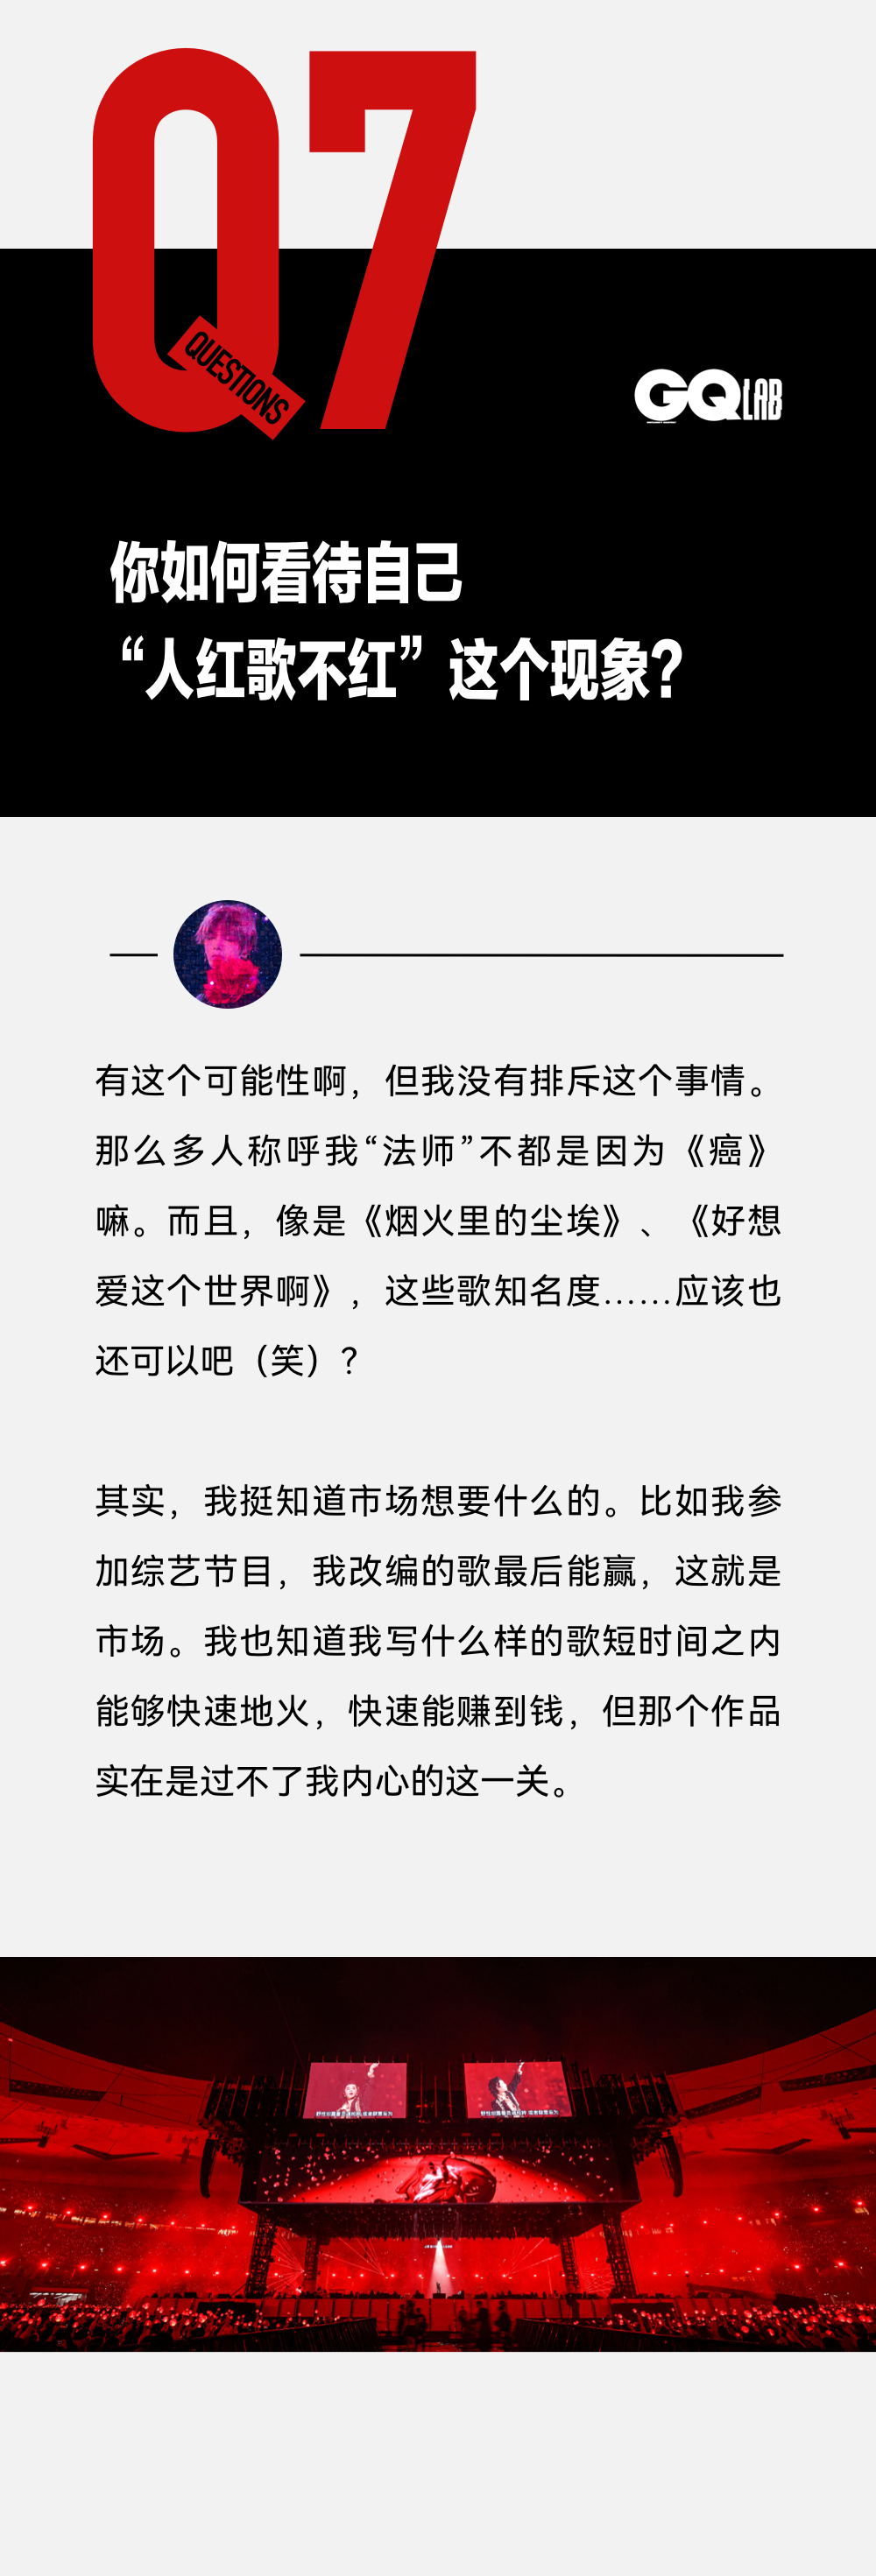 Q7
QUESTIONS
GQ LAB
你如何看待自己
“人红歌不红”这个现象?
有这个可能性啊，但我没有排斥这个事情。
那么多人称呼我“法师”不都是因为《癌》
嘛。而且，像是《烟火里的尘埃》、《好想
爱这个世界啊》，这些歌知名度……应该也
还可以吧（笑）？
其实，我挺知道市场想要什么的。比如我参
加综艺节目，我改编的歌最后能赢，这就是
市场。我也知道我写什么样的歌短时间之内
能够快速地火，快速能赚到钱，但那个作品
实在是过不了我内心的这一关。